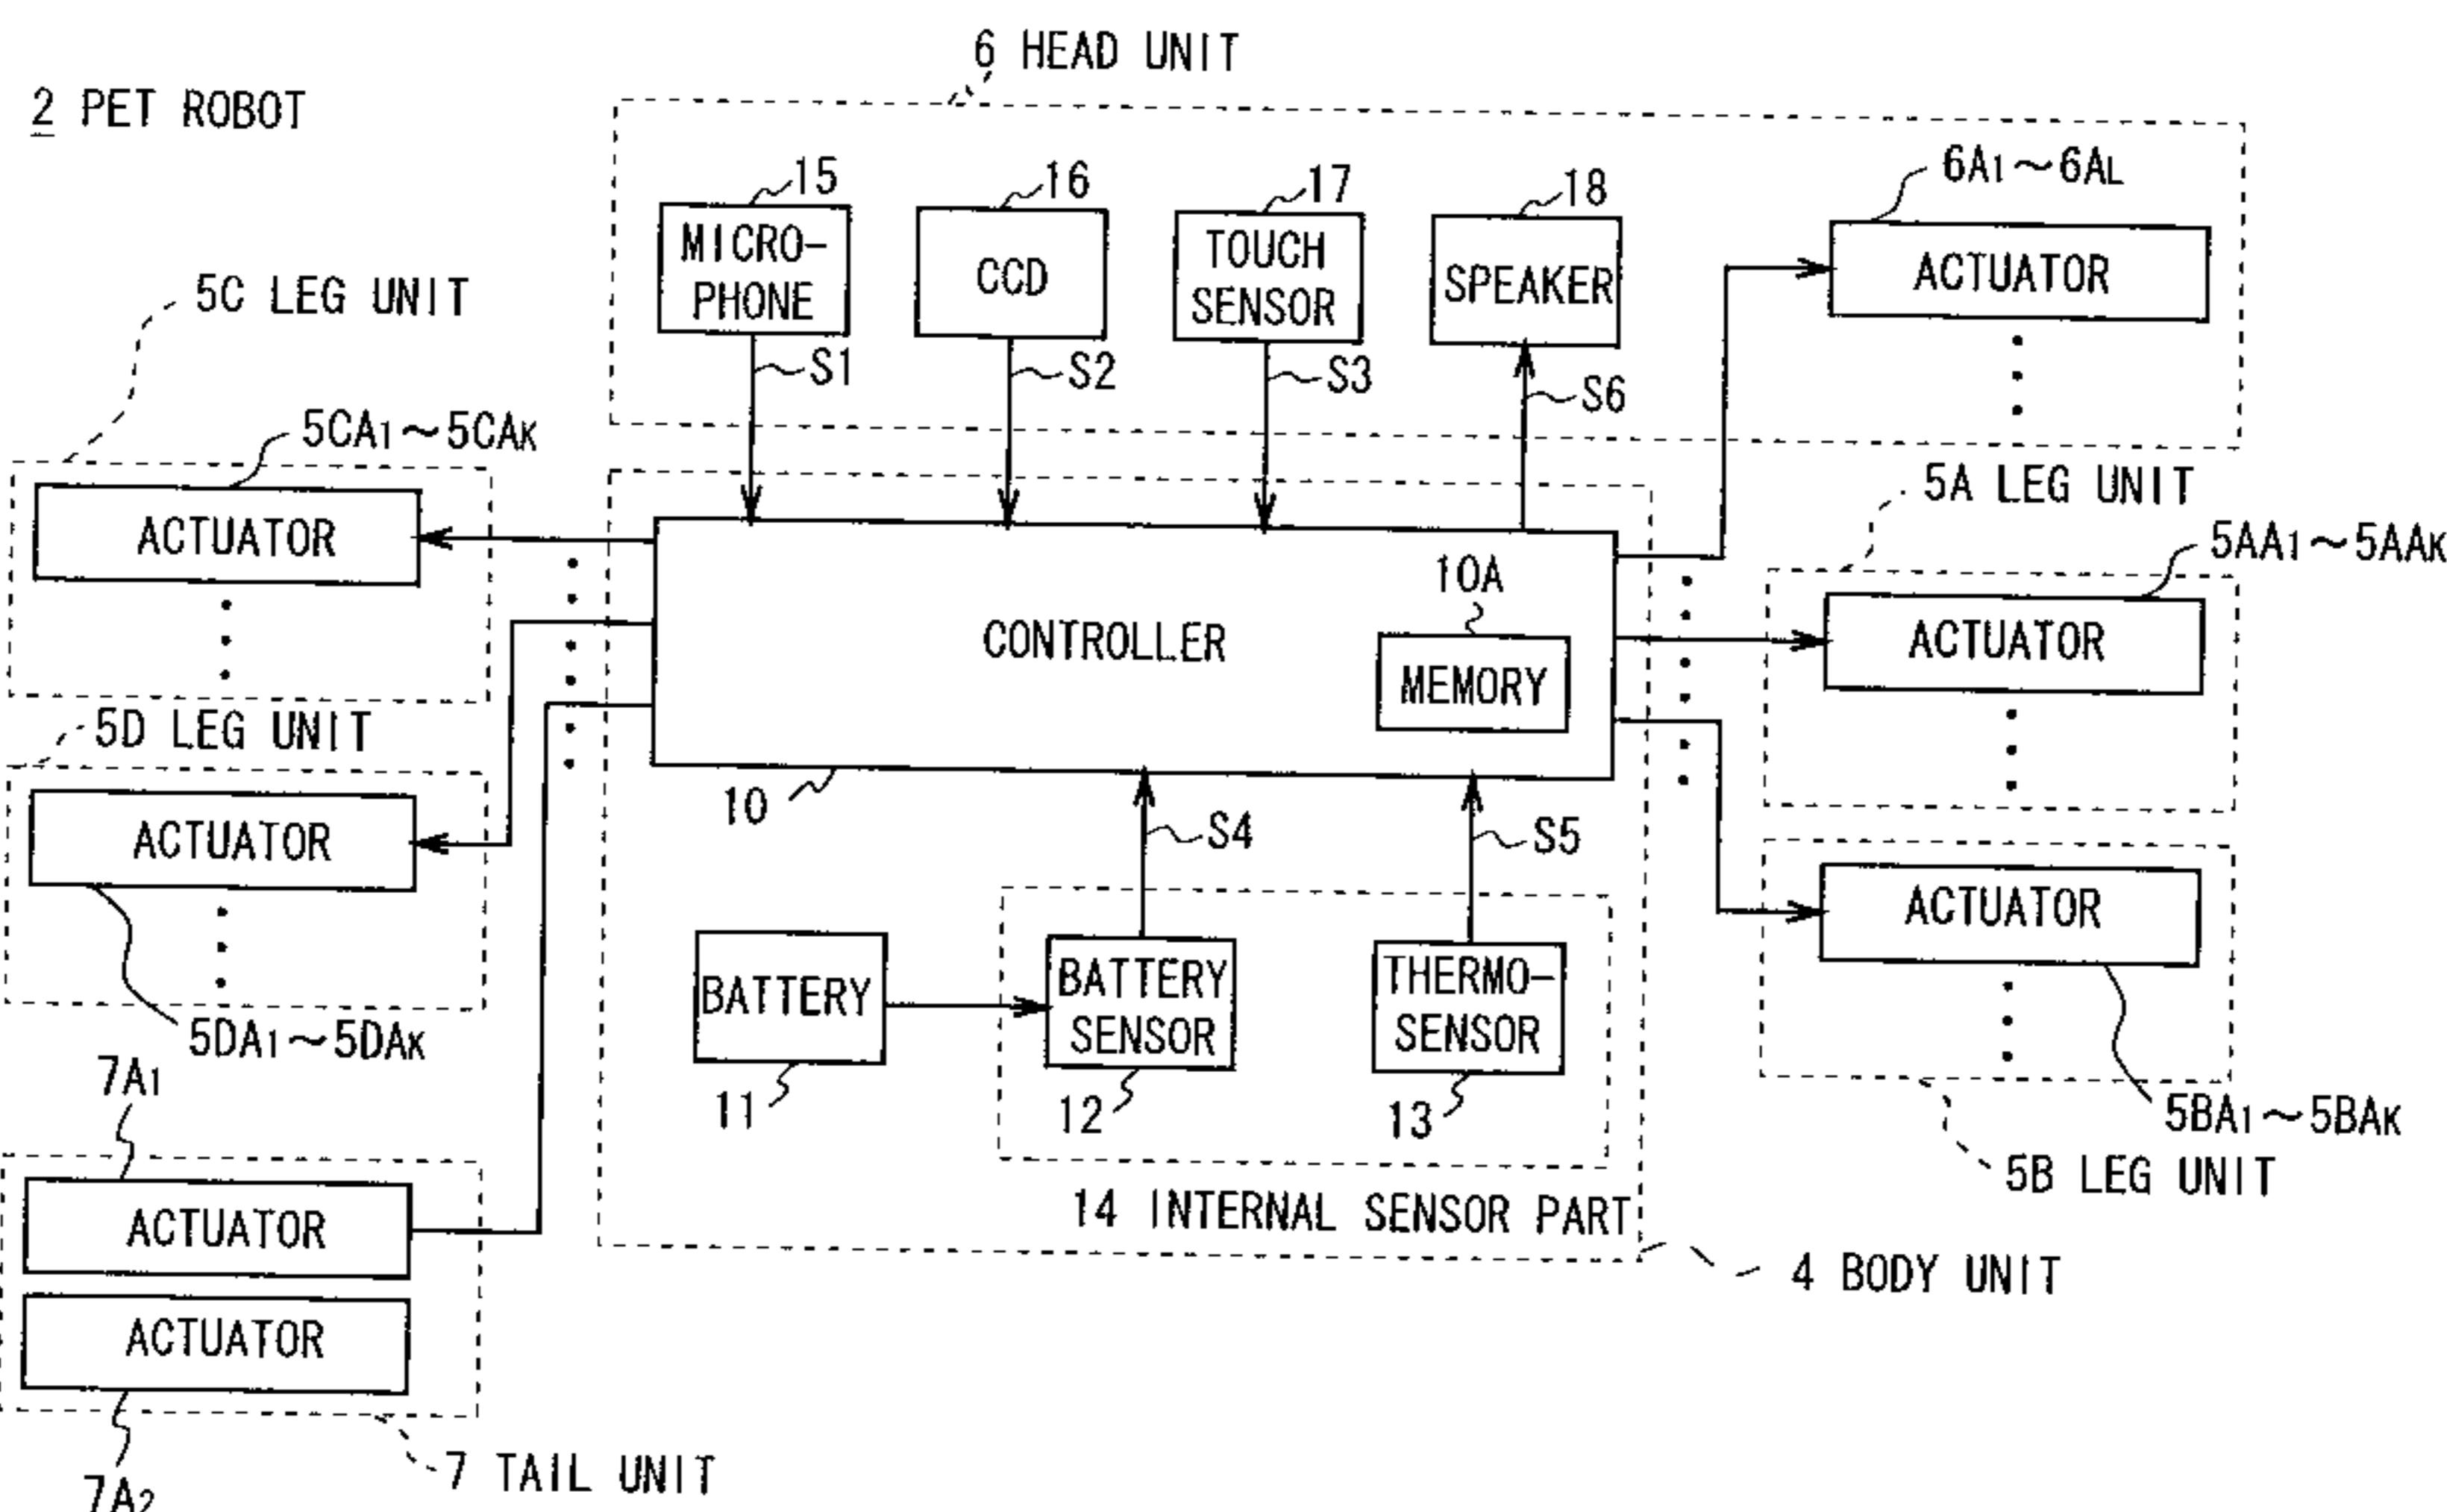 6 HEAD UNIT
2 PET ROBOT
15
16
17
18
6A1～6AL
MICRO-
PHONE
CCD
TOUCH
SENSOR
SPEAKER
ACTUATOR
S1
S2
S3
S6
5C LEG UNIT
5CA1～5CAK
ACTUATOR
5A LEG UNIT
5AA1～5AAK
ACTUATOR
CONTROLLER
10A
MEMORY
10
5D LEG UNIT
ACTUATOR
5DA1～5DAK
S4
S5
ACTUATOR
5BA1～5BAK
5B LEG UNIT
BATTERY
BATTERY
SENSOR
THERMO-
SENSOR
11
12
13
14 INTERNAL SENSOR PART
4 BODY UNIT
7A1
ACTUATOR
ACTUATOR
7A2
7 TAIL UNIT